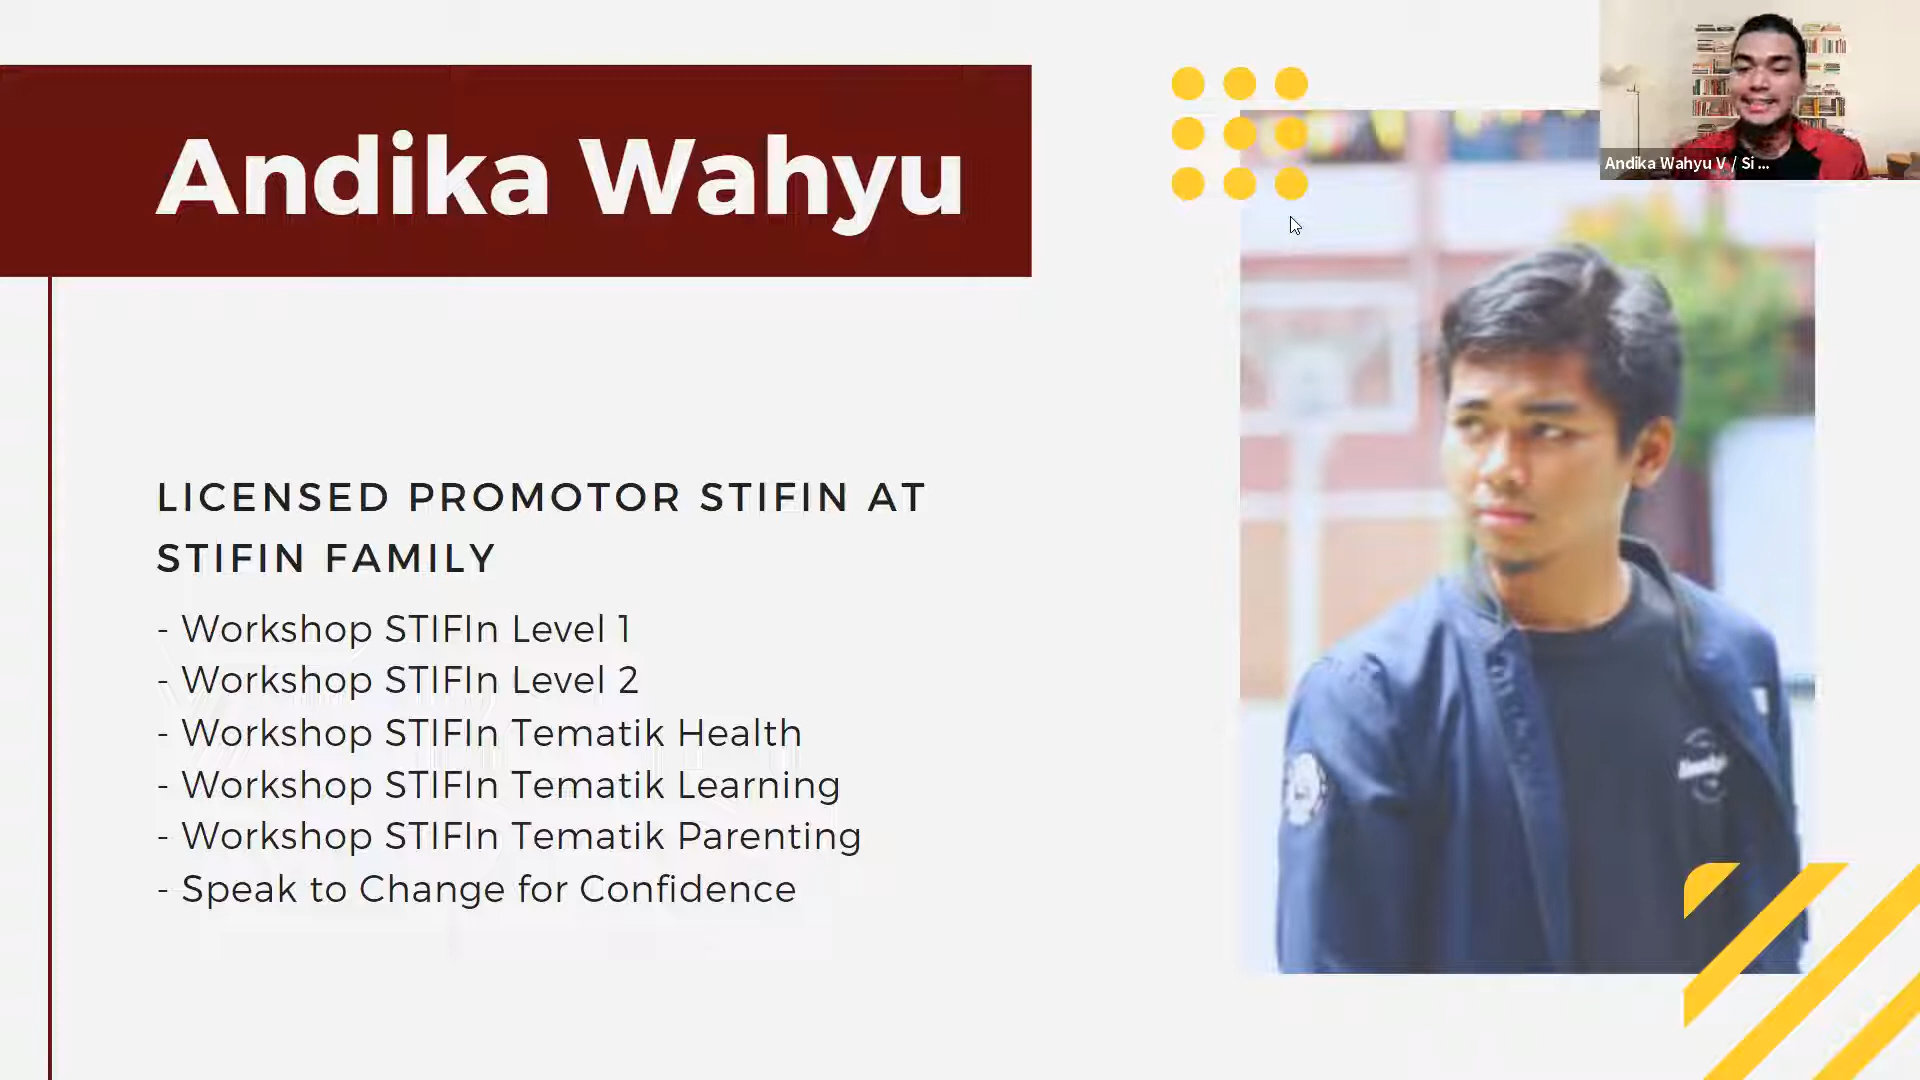 Andika Wahyu
LICENSED PROMOTOR STIFIN AT
STIFIN FAMILY
- Workshop STIFIn Level 1
- Workshop STIFIn Level 2
- Workshop STIFIn Tematik Health
- Workshop STIFIn Tematik Learning
- Workshop STIFIn Tematik Parenting
- Speak to Change for Confidence
Andika Wahyu V / Si ...